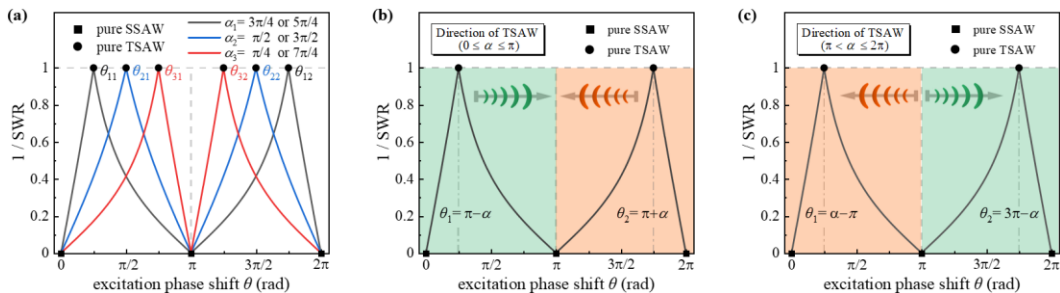 (a)
pure SSAW
pure TSAW
α₁= 3π/4 or 5π/4
α₂= π/2 or 3π/2
α₃= π/4 or 7π/4
θ₁₁ θ₂₁ θ₃₁ θ₃₂ θ₂₂ θ₁₂
1
0.8
0.6
0.4
0.2
0
1 / SWR
0 π/2 π 3π/2 2π
excitation phase shift θ (rad)
(b)
Direction of TSAW
(0 ≤ α ≤ π)
pure SSAW
pure TSAW
1
0.8
0.6
0.4
0.2
0
1 / SWR
θ₁= π−α
θ₂= π+α
0 π/2 π 3π/2 2π
excitation phase shift θ (rad)
(c)
Direction of TSAW
(π < α ≤ 2π)
pure SSAW
pure TSAW
1
0.8
0.6
0.4
0.2
0
1 / SWR
θ₁= α−π
θ₂= 3π−α
0 π/2 π 3π/2 2π
excitation phase shift θ (rad)